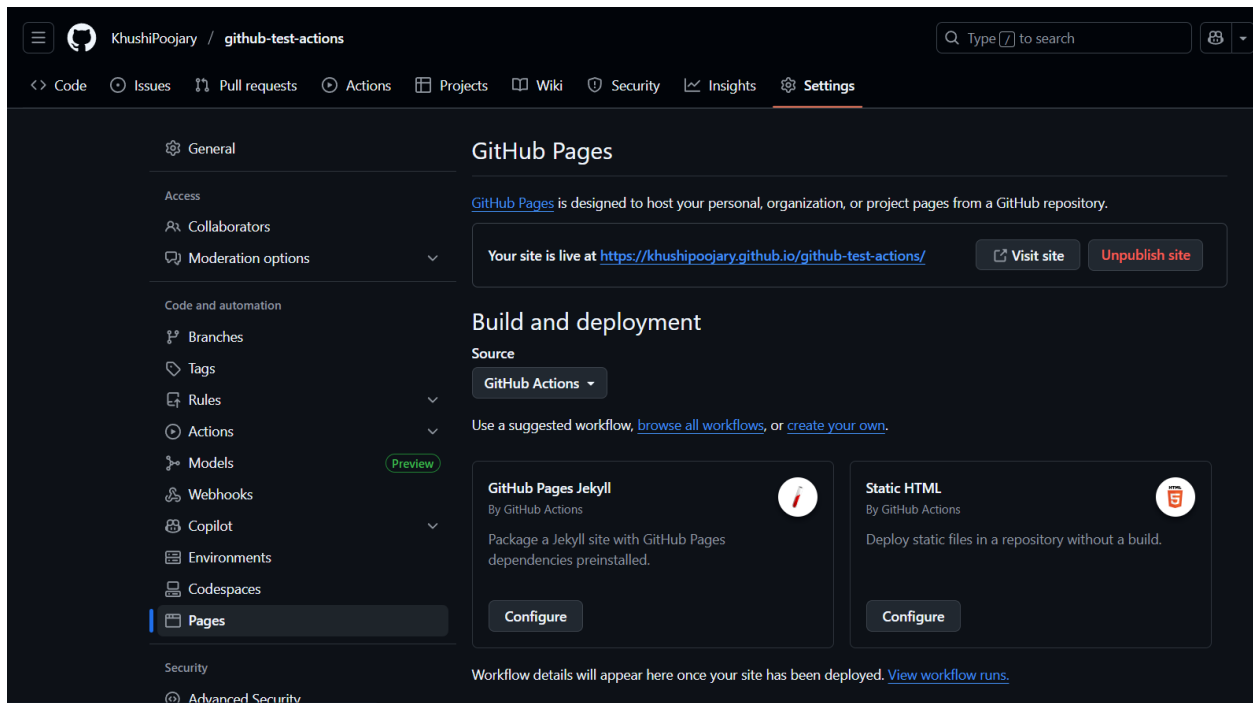 KhushiPoojary / github-test-actions
Type / to search
<> Code Issues Pull requests Actions Projects Wiki Security Insights Settings
General
Access
Collaborators
Moderation options
Code and automation
Branches
Tags
Rules
Actions
Models Preview
Webhooks
Copilot
Environments
Codespaces
Pages
Security
Advanced Security
GitHub Pages
GitHub Pages is designed to host your personal, organization, or project pages from a GitHub repository.
Your site is live at https://khushipoojary.github.io/github-test-actions/ Visit site Unpublish site
Build and deployment
Source
GitHub Actions
Use a suggested workflow, browse all workflows, or create your own.
GitHub Pages Jekyll
By GitHub Actions
Package a Jekyll site with GitHub Pages
dependencies preinstalled.
Configure
HTML
5
Static HTML
By GitHub Actions
Deploy static files in a repository without a build.
Configure
Workflow details will appear here once your site has been deployed. View workflow runs.